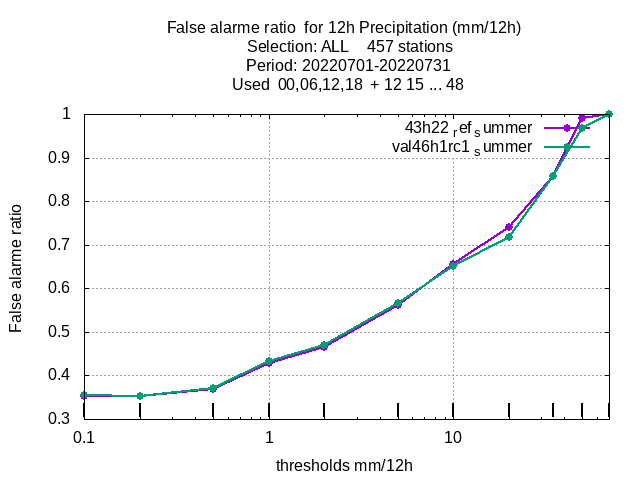 False alarme ratio for 12h Precipitation (mm/12h)
Selection: ALL 457 stations
Period: 20220701-20220731
Used 00,06,12,18 + 12 15 ... 48
1
0.9
0.8
0.7
0.6
0.5
0.4
0.3
False alarme ratio
43h22 ref summer
val46h1rc1 summer
0.1 1 10
thresholds mm/12h